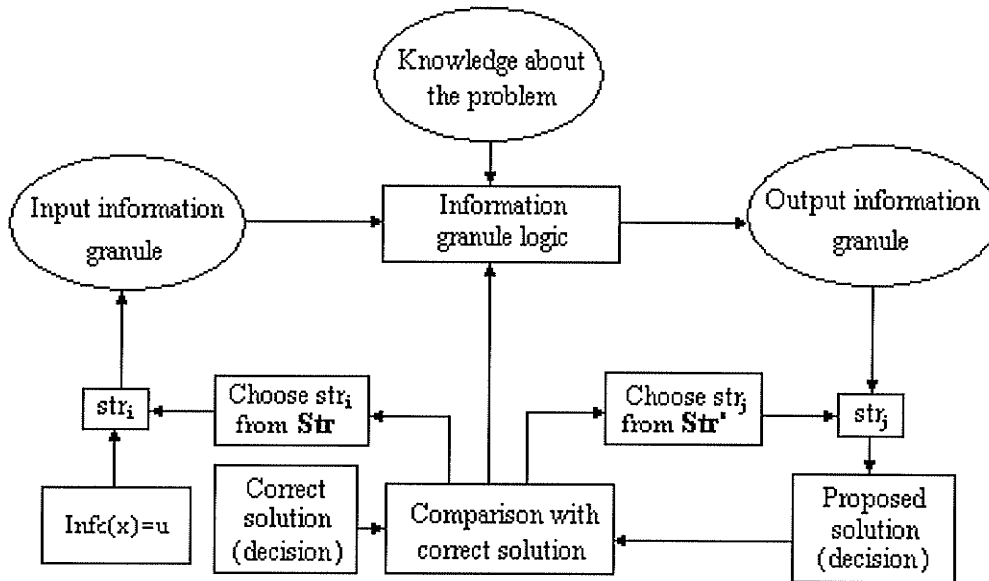 Knowledge about
the problem
Input information
granule
Information
granule logic
Output information
granule
str_i
Choose str_i
from Str
Choose str_j
from Str'
str_j
Infc(x)=u
Correct
solution
(decision)
Comparison with
correct solution
Proposed
solution
(decision)